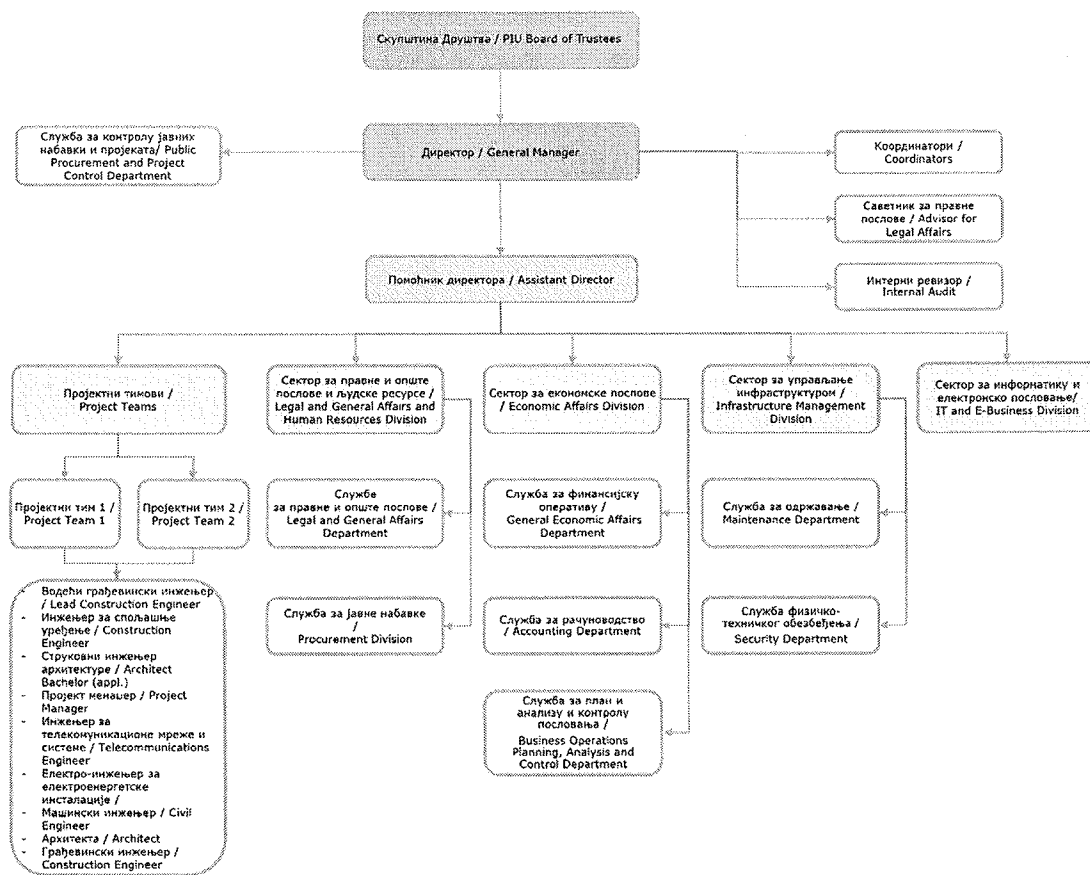 Скупштина Друштва / PIU Board of Trustees
Служба за контролу јавних
набавки и пројеката/ Public
Procurement and Project
Control Department
Директор / General Manager
Координатори /
Coordinators
Саветник за правне
послове / Advisor for
Legal Affairs
Интерни ревизор /
Internal Audit
Помоћник директора / Assistant Director
Пројектни тимови /
Project Teams
Сектор за правне и опште
послове и људске ресурсе /
Legal and General Affairs and
Human Resources Division
Сектор за економске послове
/ Economic Affairs Division
Сектор за управљање
инфраструктуром /
Infrastructure Management
Division
Сектор за информатику и
електронско пословање/
IT and E-Business Division
Пројектни тим 1 /
Project Team 1
Пројектни тим 2 /
Project Team 2
Службе
за правне и опште послове /
Legal and General Affairs
Department
Служба за финансијску
оперативу /
General Economic Affairs
Department
Служба за одржавање /
Maintenance Department
- Водећи грађевински инжењер
/ Lead Construction Engineer
- Инжењер за спољашње
уређење / Construction
Engineer
- Струковни инжењер
архитектуре / Architect
Bachelor (appl.)
- Пројект менаџер / Project
Manager
- Инжењер за
телекомуникационе мреже и
системе / Telecommunications
Engineer
- Електро-инжењер за
електроенергетске
инсталације /
- Машински инжењер / Civil
Engineer
- Архитекта / Architect
- Грађевински инжењер /
Construction Engineer
Служба за јавне набавке
/
Procurement Division
Служба за рачуноводство
/ Accounting Department
Служба физичко-
техничког обезбеђења /
Security Department
Служба за план и
анализу и контролу
пословања /
Business Operations
Planning, Analysis and
Control Department